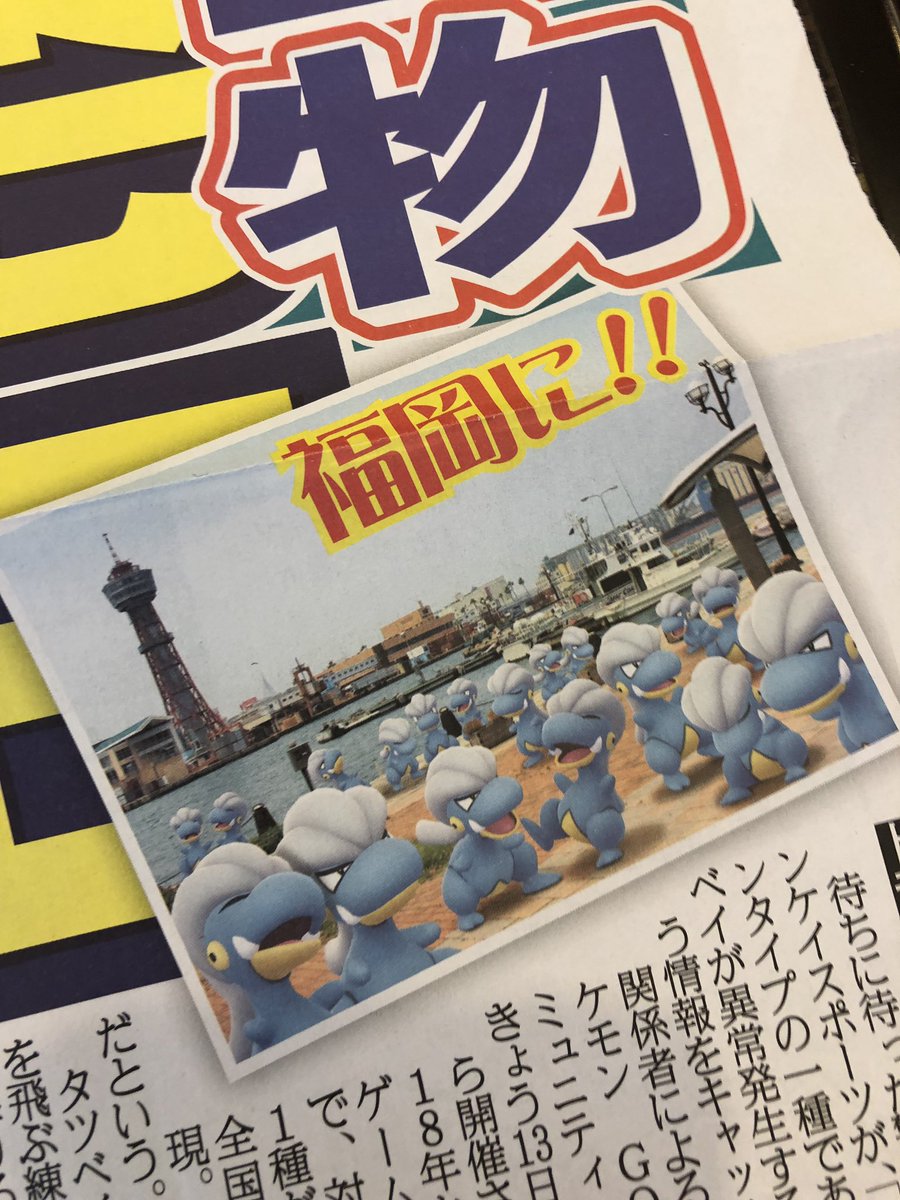 物
福岡に!!
待ちに待った
ンケイスポーツが、
ンタイプの一種で
ベイが異常発生す
う情報をキャッ
関係者による
ケモン GO
ミュニティ
きょう13日
ら開催さ
18年
ゲーム
で、対
1種
全国
現。
だという。
タツベ
を飛ぶ練